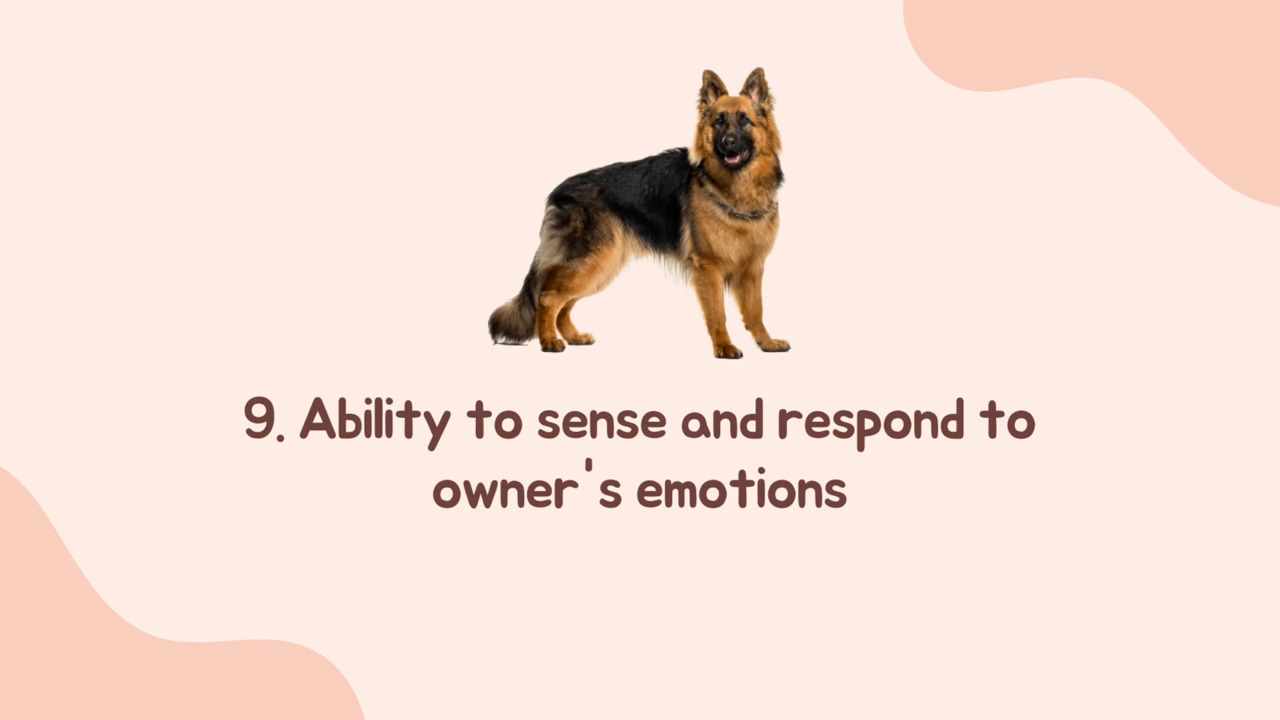 9. Ability to sense and respond to
owner's emotions